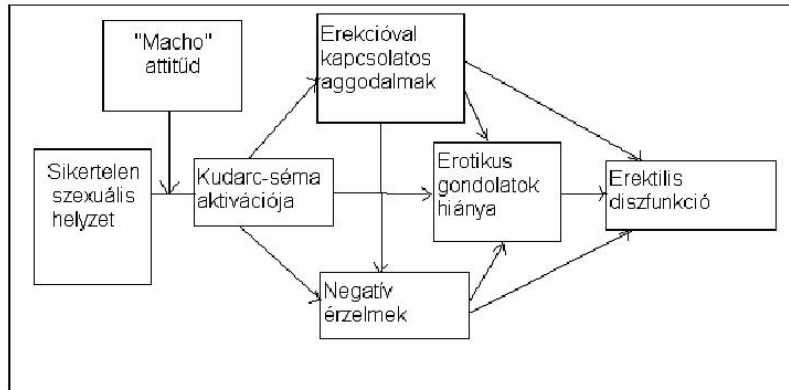 "Macho"
attitűd
Erekcióval
kapcsolatos
aggodalmak
Sikertelen
szexuális
helyzet
Kudarc-séma
aktivációja
Erotikus
gondolatok
hiánya
Erektilis
diszfunkció
Negatív
érzelmek